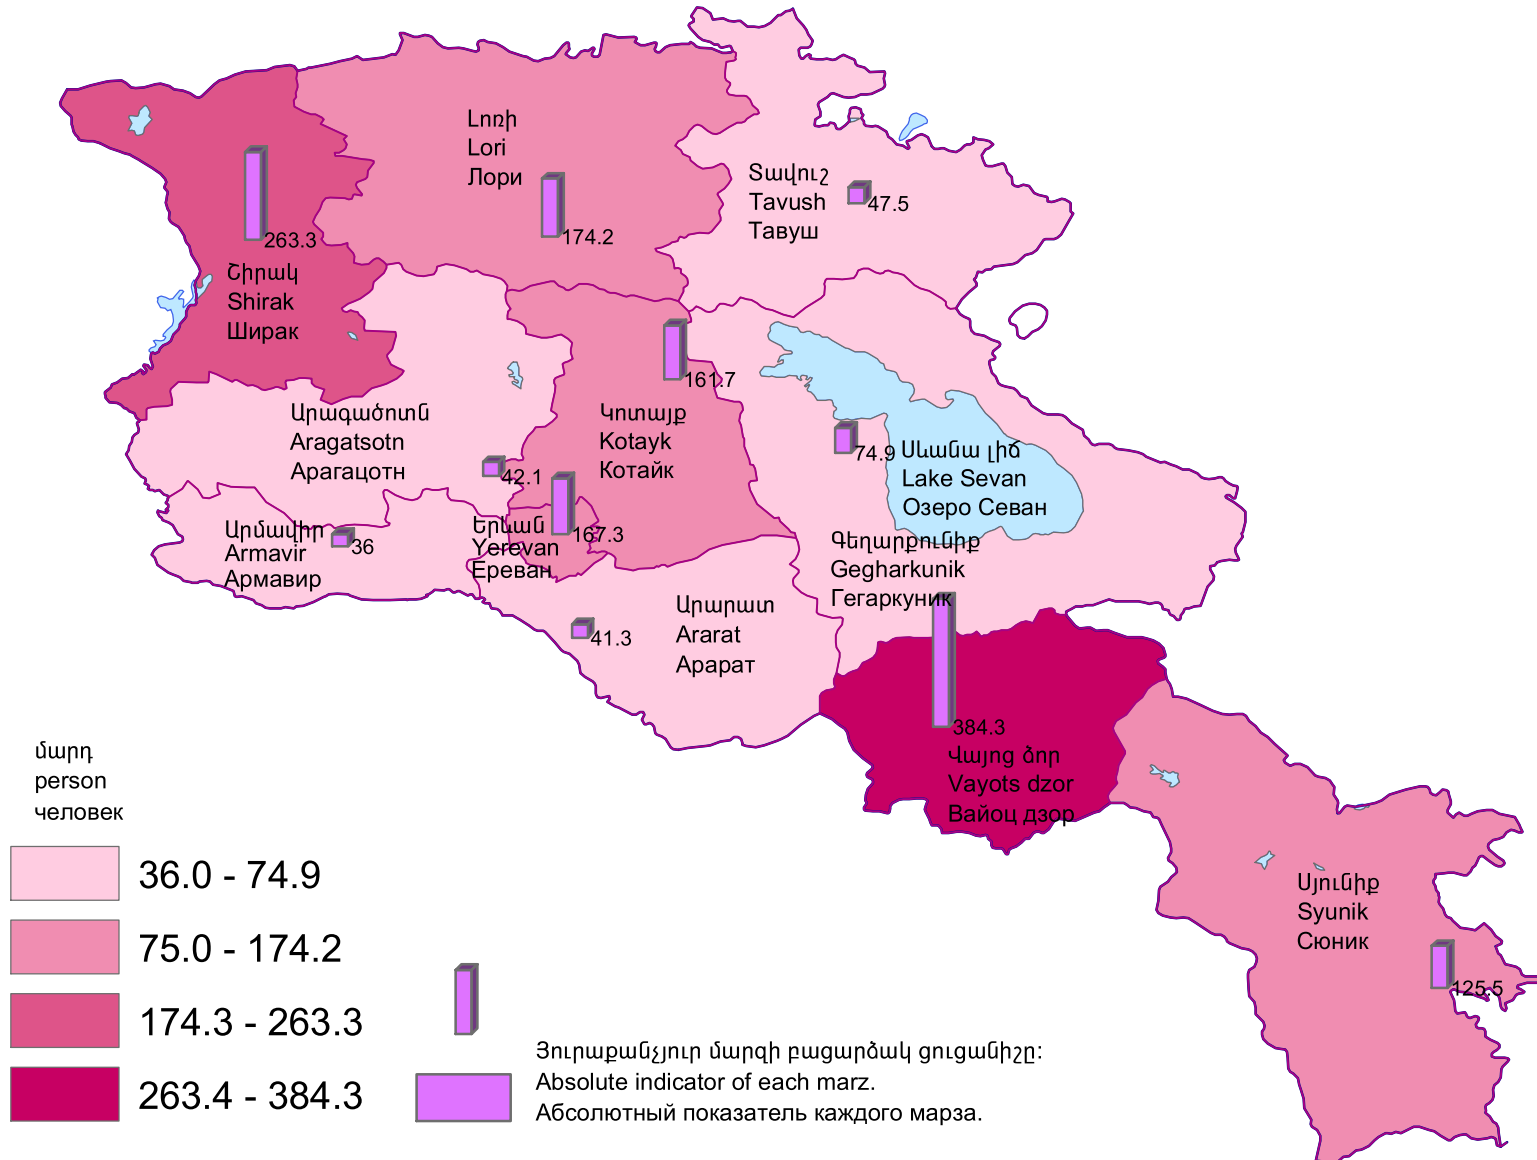 Լոռի
Lori
Лори
174.2
Տավուշ
Tavush
Тавуш
47.5
263.3
Շիրակ
Shirak
Ширак
161.7
Արագածոտն
Aragatsotn
Арагацотн
42.1
Կոտայք
Kotayk
Котайк
74.9
Սևանա լիճ
Lake Sevan
Озеро Севан
Արմավիր
Armavir
Армавир
36
Երևան
Yerevan
Ереван
167.3
Գեղարքունիք
Gegharkunik
Гегаркуник
41.3
Արարատ
Ararat
Арарат
384.3
Վայոց ձոր
Vayots dzor
Вайоц дзор
Սյունիք
Syunik
Сюник
125.5
մարդ
person
человек
36.0 - 74.9
75.0 - 174.2
174.3 - 263.3
263.4 - 384.3
Յուրաքանչյուր մարզի բացարձակ ցուցանիշը:
Absolute indicator of each marz.
Абсолютный показатель каждого марза.